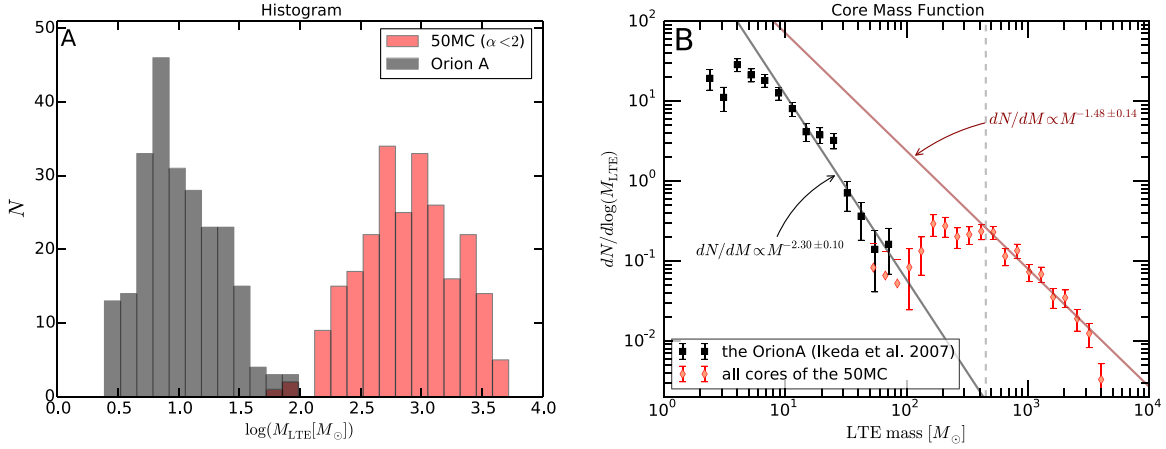 Histogram
A
50MC (α<2)
Orion A
N
50
40
30
20
10
0
0.0 0.5 1.0 1.5 2.0 2.5 3.0 3.5 4.0
log(M_LTE[M_⊙])
Core Mass Function
B
dN/dM∝M^−1.48±0.14
dN/dM∝M^−2.30±0.10
dN/dlog(M_LTE)
10^2
10^1
10^0
10^-1
10^-2
the OrionA (Ikeda et al. 2007)
all cores of the 50MC
10^0 10^1 10^2 10^3 10^4
LTE mass [M_⊙]